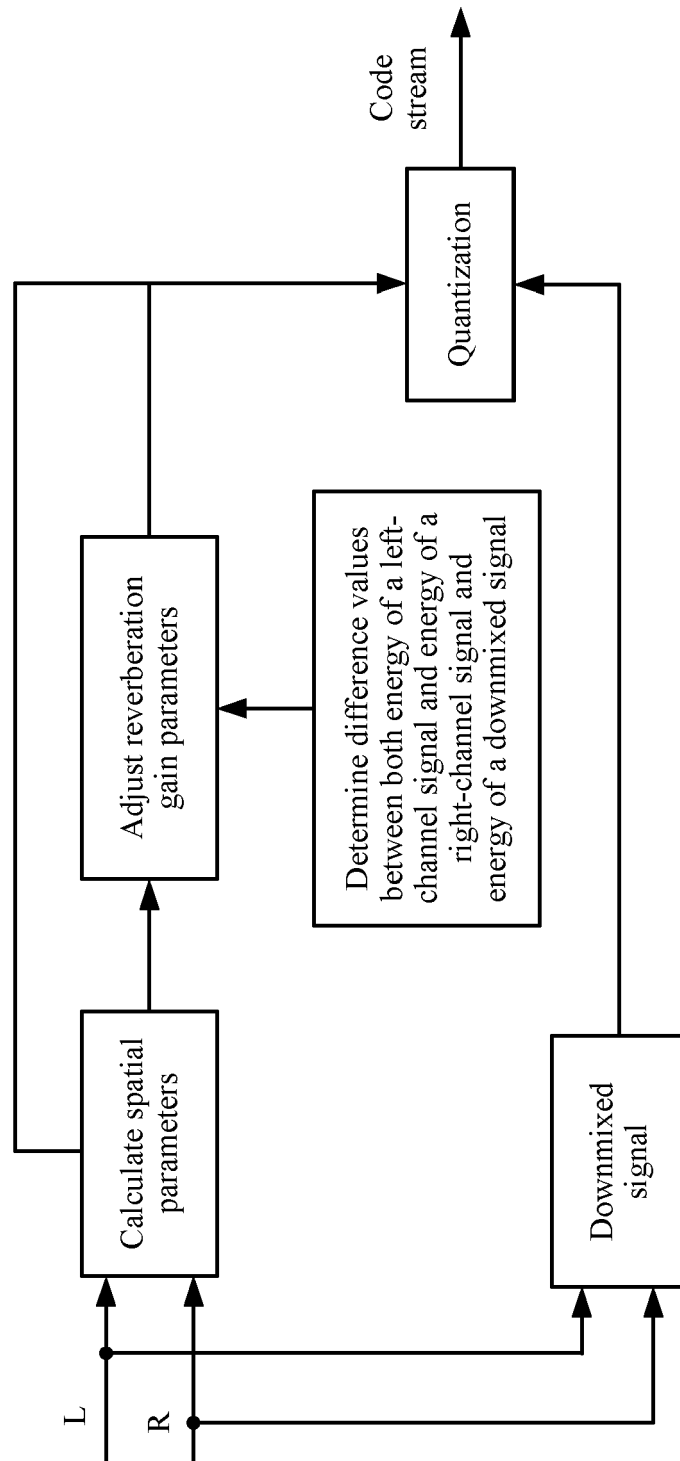 L
R
Calculate spatial
parameters
Adjust reverberation
gain parameters
Determine difference values
between both energy of a left-
channel signal and energy of a
right-channel signal and
energy of a downmixed signal
Downmixed
signal
Quantization
Code
stream